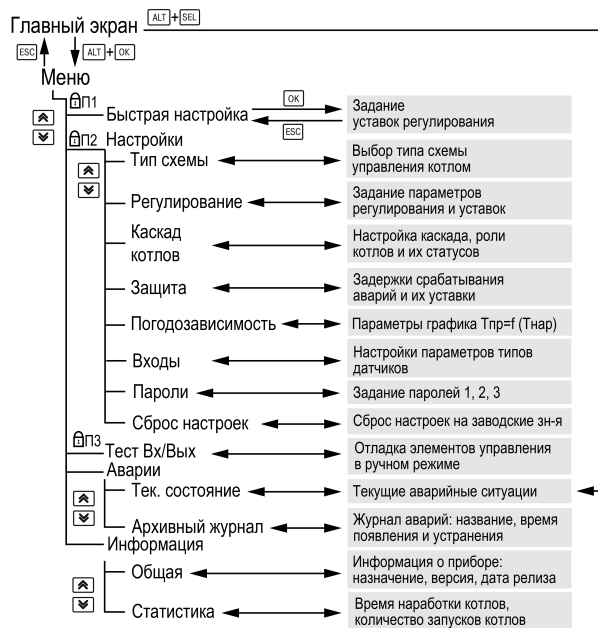 Главный экран ALT+SEL
ESC ALT+OK
Меню
П1
Быстрая настройка OK ESC Задание
уставок регулирования
П2 Настройки
Тип схемы Выбор типа схемы
управления котлом
Регулирование Задание параметров
регулирования и уставок
Каскад
котлов
Настройка каскада, роли
котлов и их статусов
Защита Задержки срабатывания
аварий и их уставки
Погодозависимость Параметры графика Тпр=f (Тнар)
Входы Настройки параметров типов
датчиков
Пароли Задание паролей 1, 2, 3
Сброс настроек Сброс настроек на заводские зн-я
П3
Тест Вх/Вых Отладка элементов управления
в ручном режиме
Аварии
Тек. состояние Текущие аварийные ситуации
Архивный журнал Журнал аварий: название, время
появления и устранения
Информация
Общая Информация о приборе:
назначение, версия, дата релиза
Статистика Время наработки котлов,
количество запусков котлов